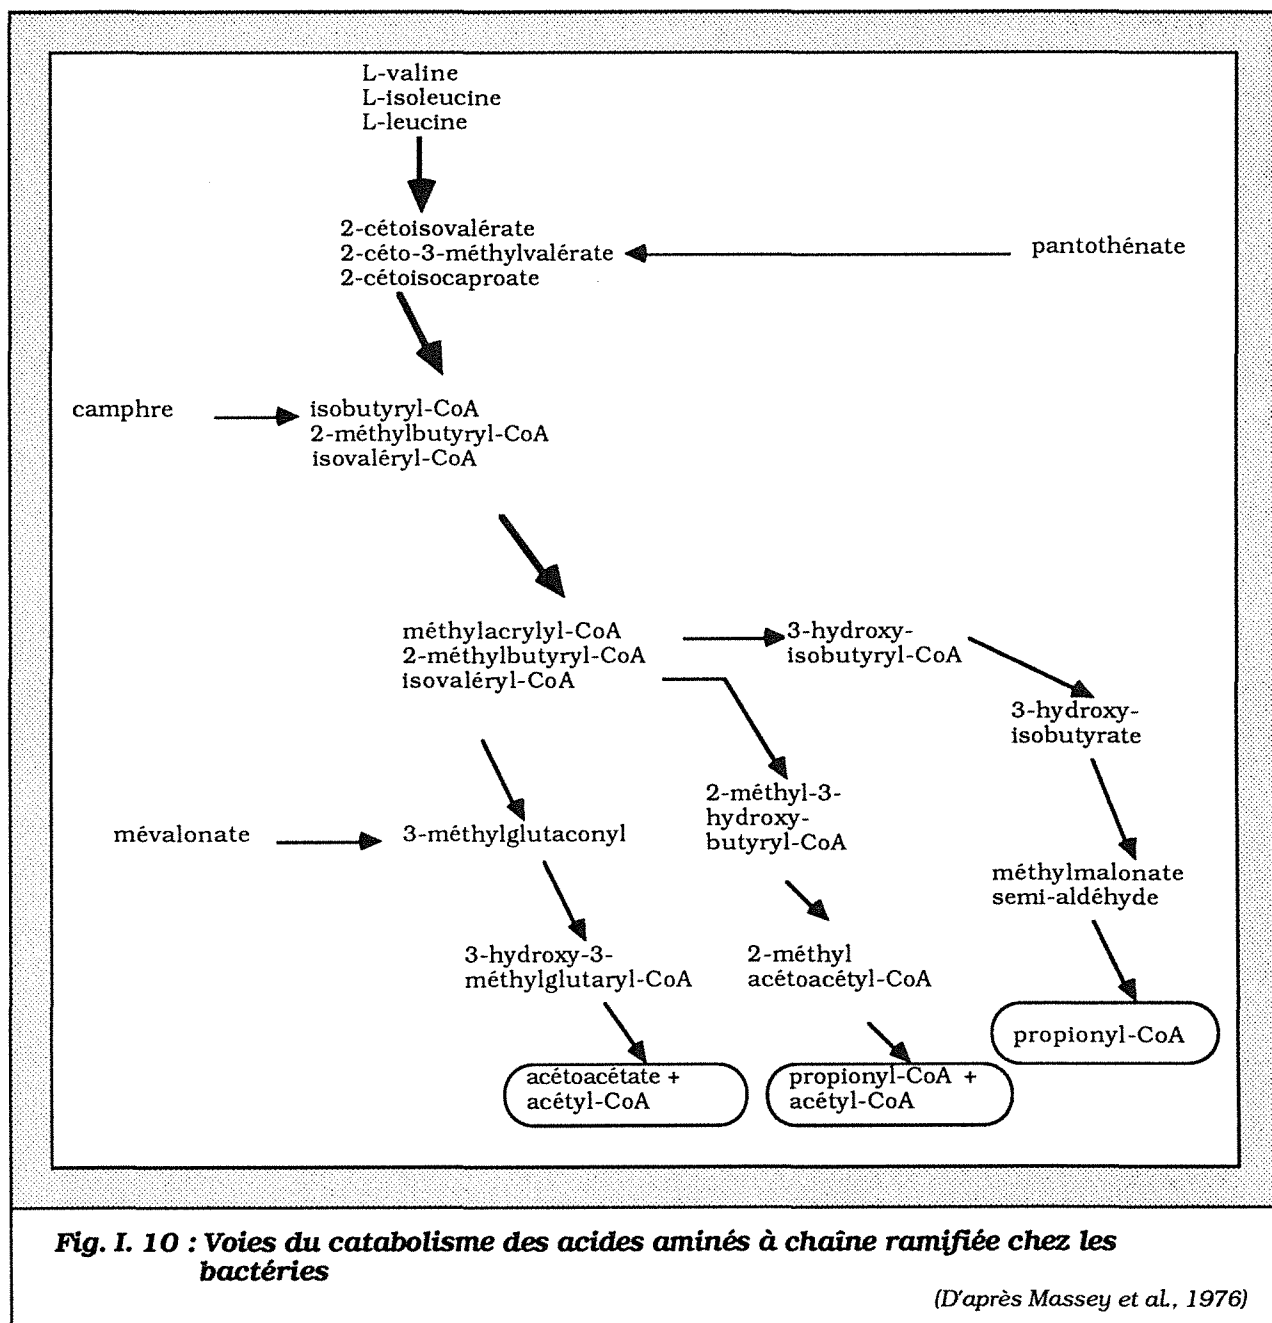 L-valine
L-isoleucine
L-leucine
2-cétoisovalérate
2-céto-3-méthylvalérate
2-cétoisocaproate
pantothénate
camphre
isobutyryl-CoA
2-méthylbutyryl-CoA
isovaléryl-CoA
méthylacrylyl-CoA
2-méthylbutyryl-CoA
isovaléryl-CoA
3-hydroxy-
isobutyryl-CoA
3-hydroxy-
isobutyrate
2-méthyl-3-
hydroxy-
butyryl-CoA
mévalonate
3-méthylglutaconyl
méthylmalonate
semi-aldéhyde
3-hydroxy-3-
méthylglutaryl-CoA
2-méthyl
acétoacétyl-CoA
propionyl-CoA
acétoacétate +
acétyl-CoA
propionyl-CoA +
acétyl-CoA
Fig. I. 10 : Voies du catabolisme des acides aminés à chaîne ramifiée chez les
bactéries
(D'après Massey et al., 1976)